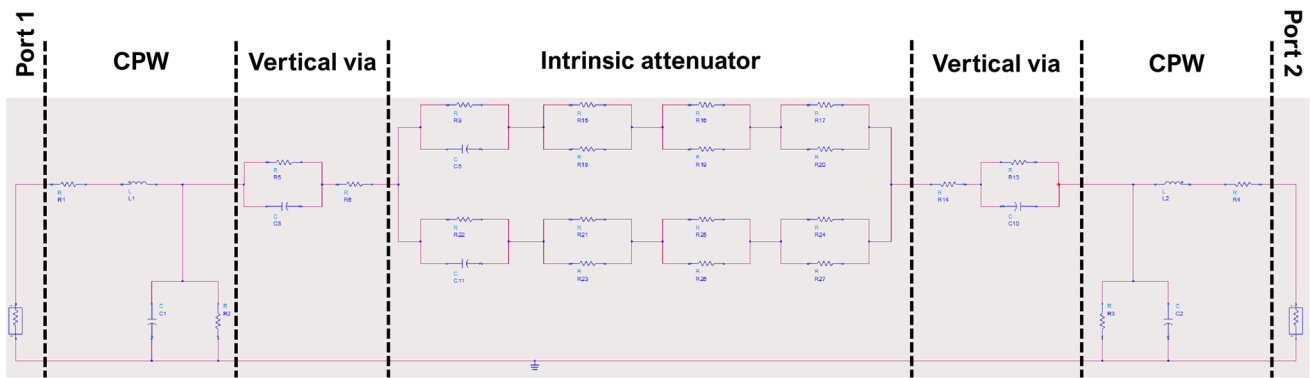 Port 1
CPW
Vertical via
Intrinsic attenuator
Vertical via
CPW
Port 2
R
R9
R
R15
R
R16
R
R17
C
C6
R
R18
R
R19
R
R20
R
R1
L
L1
R
R5
C
C3
R
R6
R
R14
R
R13
C
C10
L
L2
R
R4
R
R22
R
R21
R
R25
R
R24
C
C11
R
R23
R
R26
R
R27
C
C1
R
R2
R
R3
C
C2